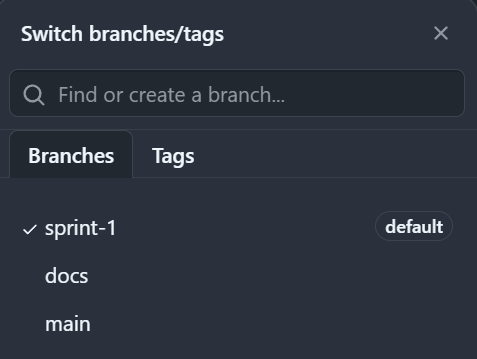 Switch branches/tags
Find or create a branch...
Branches Tags
sprint-1 default
docs
main